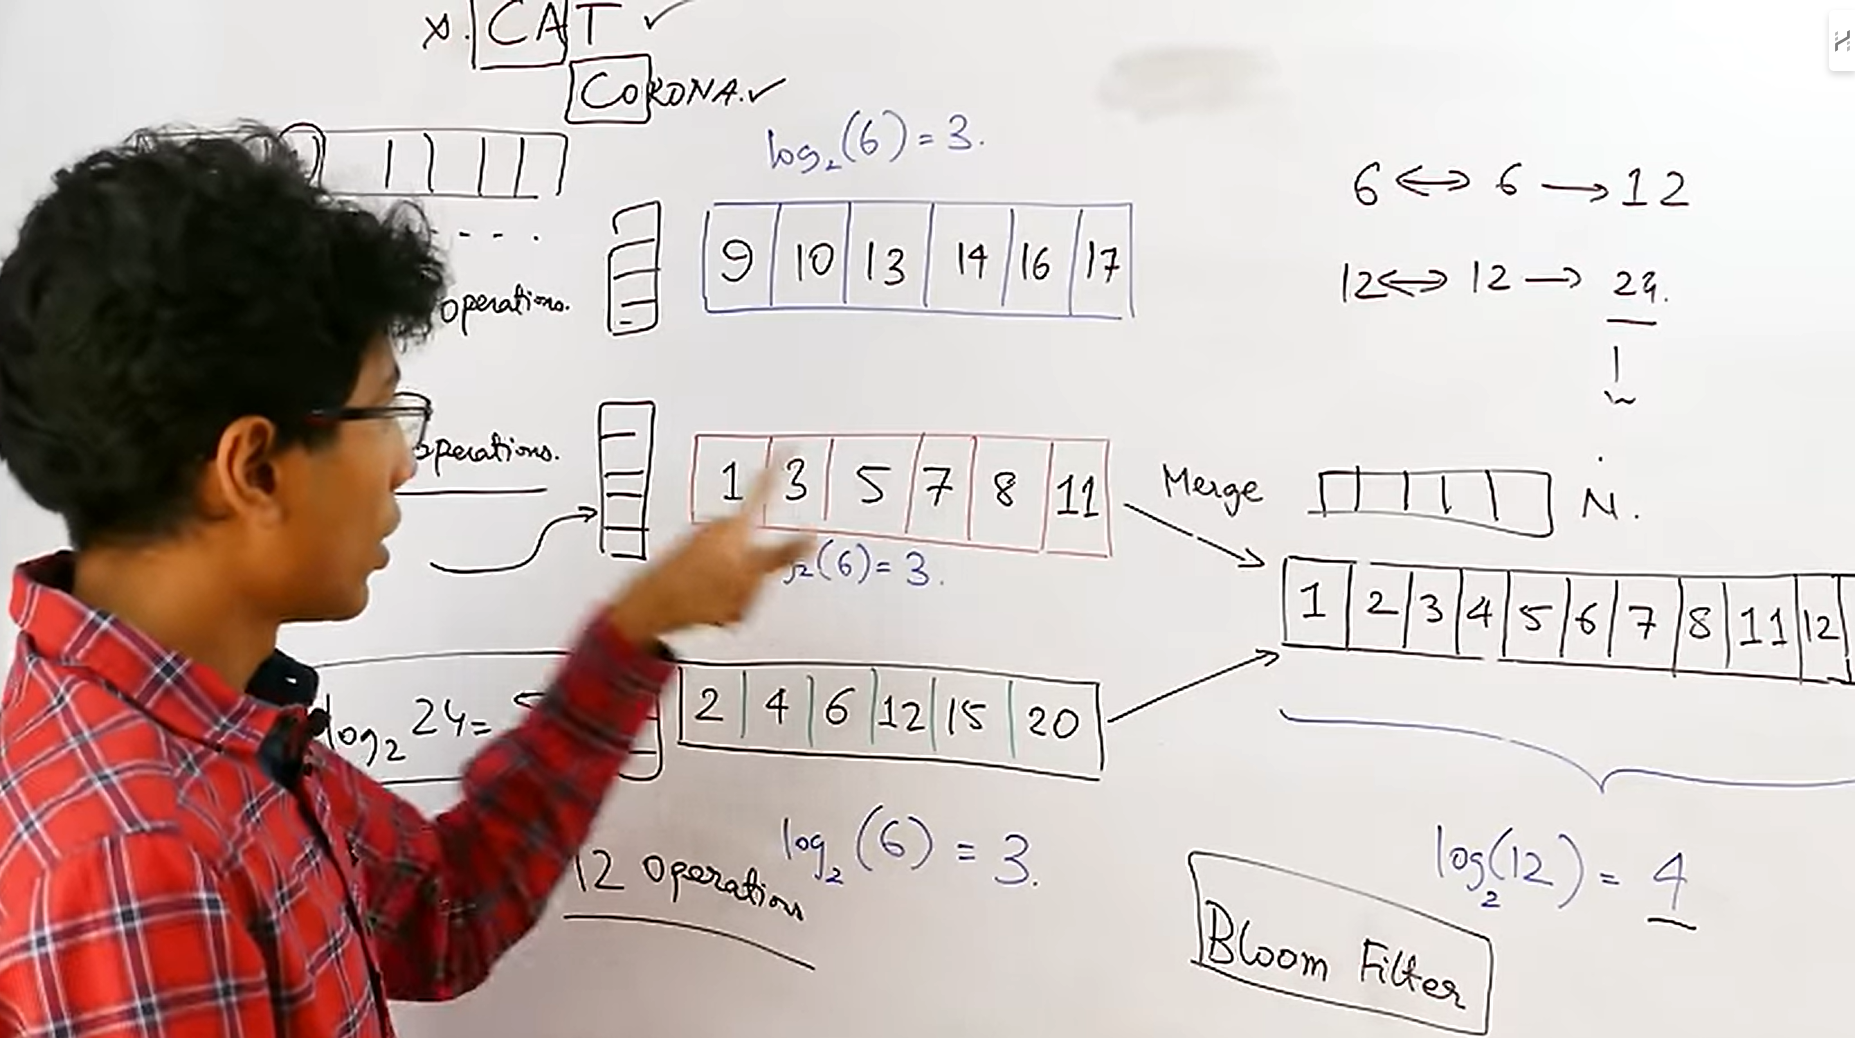 x. CAT ✓
CORONA. ✓
log₂(6) = 3.
6 ⟺ 6 → 12
12 ⟺ 12 → 24.
9 10 13 14 16 17
operations.
operations.
1 3 5 7 8 11
Merge
N.
₂(6) = 3.
1 2 3 4 5 6 7 8 11 12
log₂ 24 =
2 4 6 12 15 20
log₂(6) = 3.
12 operations
log₂(12) = 4
Bloom Filter